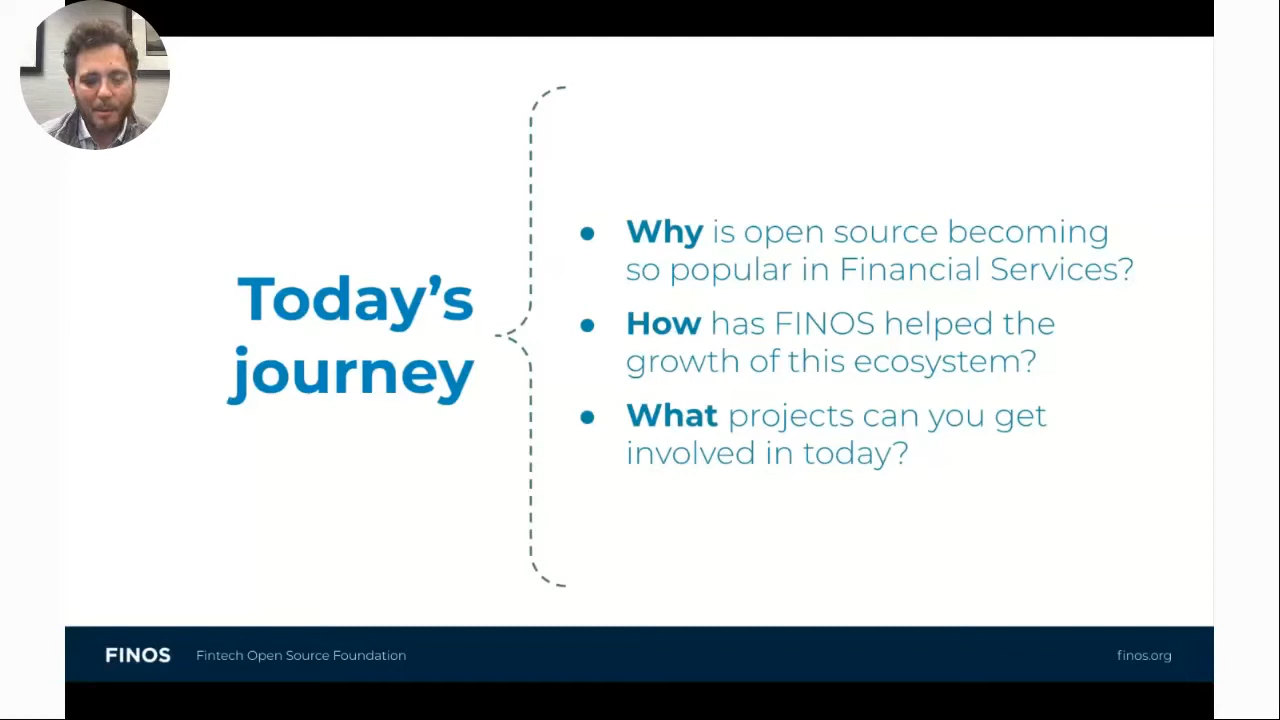 Today's
journey
● Why is open source becoming
so popular in Financial Services?
● How has FINOS helped the
growth of this ecosystem?
● What projects can you get
involved in today?
FINOS Fintech Open Source Foundation finos.org